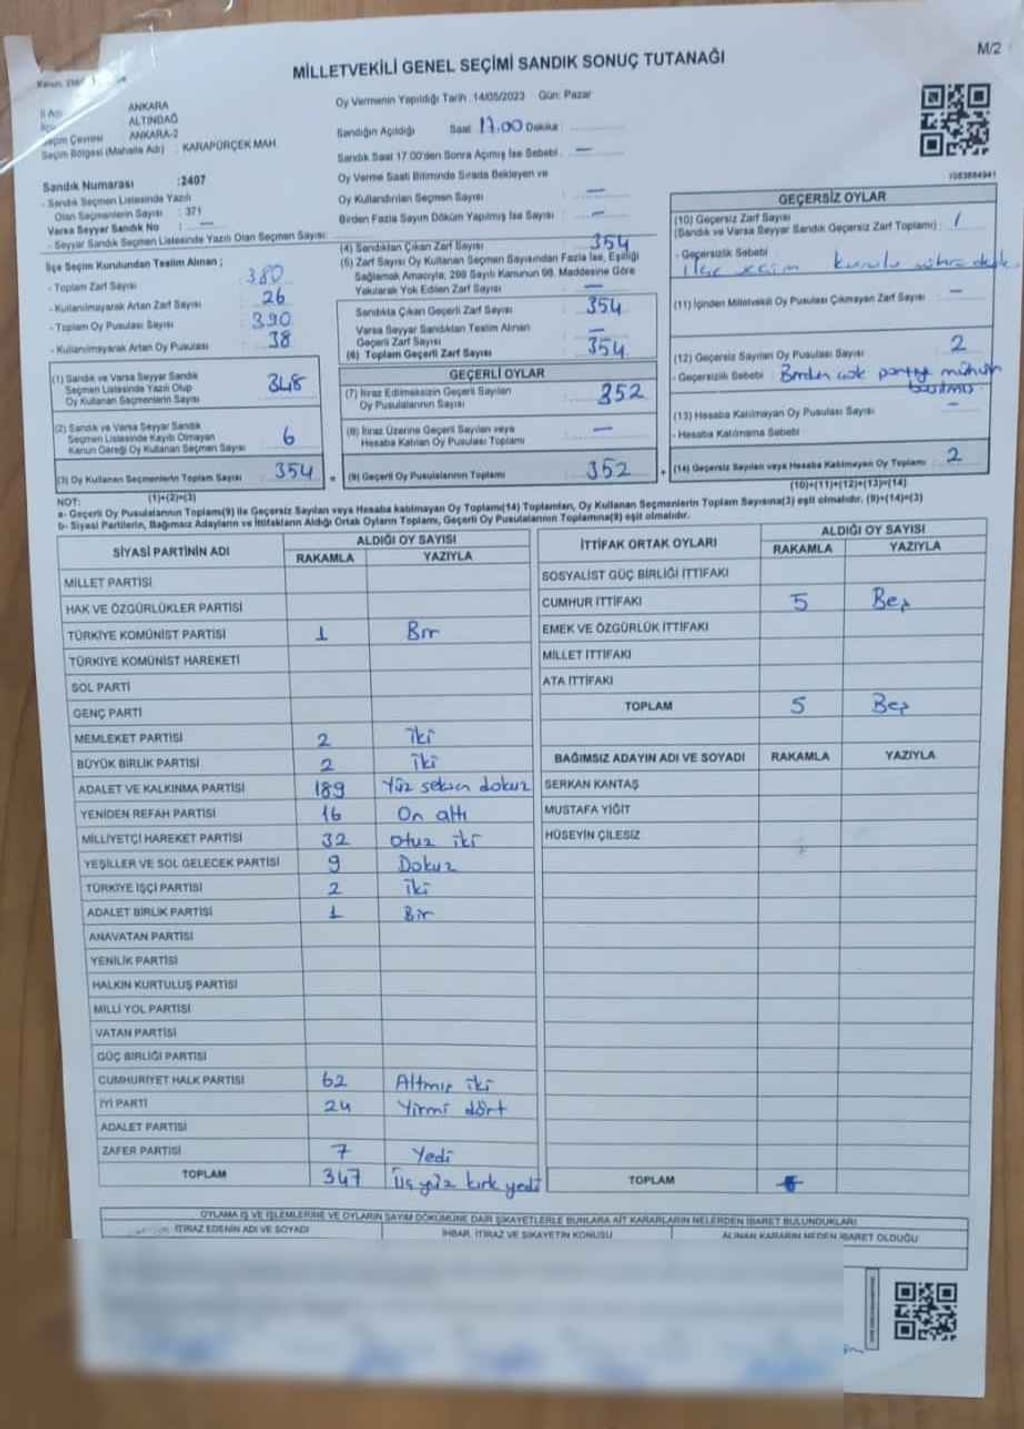 M/2
MİLLETVEKİLİ GENEL SEÇİMİ SANDIK SONUÇ TUTANAĞI
İl Adı : ANKARA
ALTINDAĞ
Seçim Çevresi : ANKARA-2
Seçim Bölgesi (Mahalle Adı) : KARAPÜRÇEK MAH.
Oy Vermenin Yapıldığı Tarih :14/05/2023 Gün: Pazar
Sandığın Açıldığı Saat 17.00 Dakika :
Sandık Saat 17.00'den Sonra Açılmış İse Sebebi : —
Oy Verme Saati Bitiminde Sırada Bekleyen ve
Oy Kullandırılan Seçmen Sayısı : —
Birden Fazla Sayım Döküm Yapılmış İse Sayısı : —
Sandık Numarası :2407
- Sandık Seçmen Listesinde Yazılı
Olan Seçmenlerin Sayısı : 371
Varsa Seyyar Sandık No : —
- Seyyar Sandık Seçmen Listesinde Yazılı Olan Seçmen Sayısı:
İlçe Seçim Kurulundan Teslim Alınan ;
- Toplam Zarf Sayısı : 380
- Kullanılmayarak Artan Zarf Sayısı : 26
- Toplam Oy Pusulası Sayısı : 390
- Kullanılmayarak Artan Oy Pusulası : 38
(1) Sandık ve Varsa Seyyar Sandık
Seçmen Listesinde Yazılı Olup
Oy Kullanan Seçmenlerin Sayısı : 348
(2) Sandık ve Varsa Seyyar Sandık
Seçmen Listesinde Kayıtlı Olmayan
Kanun Gereği Oy Kullanan Seçmen Sayısı : 6
(3) Oy Kullanan Seçmenlerin Toplam Sayısı : 354
(1)+(2)=(3)
(4) Sandıktan Çıkan Zarf Sayısı : 354
(5) Zarf Sayısı Oy Kullanan Seçmen Sayısından Fazla İse, Eşitliği
Sağlamak Amacıyla, 298 Sayılı Kanunun 98. Maddesine Göre
Yakılarak Yok Edilen Zarf Sayısı : —
Sandıkta Çıkan Geçerli Zarf Sayısı : 354
Varsa Seyyar Sandıktan Teslim Alınan
Geçerli Zarf Sayısı : —
(6) Toplam Geçerli Zarf Sayısı : 354
GEÇERLİ OYLAR
(7) İtiraz Edilmeksizin Geçerli Sayılan
Oy Pusulalarının Sayısı : 352
(8) İtiraz Üzerine Geçerli Sayılan veya
Hesaba Katılan Oy Pusulası Toplamı : —
(9) Geçerli Oy Pusulalarının Toplamı : 352
1083884941
GEÇERSİZ OYLAR
(10) Geçersiz Zarf Sayısı
(Sandık ve Varsa Seyyar Sandık Geçersiz Zarf Toplamı) : 1
- Geçersizlik Sebebi
ilçe seçim kurulu
(11) İçinden Milletvekili Oy Pusulası Çıkmayan Zarf Sayısı : —
(12) Geçersiz Sayılan Oy Pusulası Sayısı : 2
- Geçersizlik Sebebi : Birden çok partiye mühür
basılmış
(13) Hesaba Katılmayan Oy Pusulası Sayısı : —
- Hesaba Katılmama Sebebi
(14) Geçersiz Sayılan veya Hesaba Katılmayan Oy Toplamı : 2
(10)+(11)+(12)+(13)=(14)
NOT:
a- Geçerli Oy Pusulalarının Toplamı(9) ile Geçersiz Sayılan veya Hesaba katılmayan Oy Toplamı(14) Toplamları, Oy Kullanan Seçmenlerin Toplam Sayısına(3) eşit olmalıdır. (9)+(14)=(3)
b- Siyasi Partilerin, Bağımsız Adayların ve İttifakların Aldığı Ortak Oyların Toplamı, Geçerli Oy Pusulalarının Toplamına(9) eşit olmalıdır.
SİYASİ PARTİNİN ADI ALDIĞI OY SAYISI
RAKAMLA YAZIYLA
MİLLET PARTİSİ
HAK VE ÖZGÜRLÜKLER PARTİSİ
TÜRKİYE KOMÜNİST PARTİSİ 1 Bir
TÜRKİYE KOMÜNİST HAREKETİ
SOL PARTİ
GENÇ PARTİ
MEMLEKET PARTİSİ 2 İki
BÜYÜK BİRLİK PARTİSİ 2 İki
ADALET VE KALKINMA PARTİSİ 189 Yüz seksen dokuz
YENİDEN REFAH PARTİSİ 16 On altı
MİLLİYETÇİ HAREKET PARTİSİ 32 Otuz iki
YEŞİLLER VE SOL GELECEK PARTİSİ 9 Dokuz
TÜRKİYE İŞÇİ PARTİSİ 2 İki
ADALET BİRLİK PARTİSİ 1 Bir
ANAVATAN PARTİSİ
YENİLİK PARTİSİ
HALKIN KURTULUŞ PARTİSİ
MİLLİ YOL PARTİSİ
VATAN PARTİSİ
GÜÇ BİRLİĞİ PARTİSİ
CUMHURİYET HALK PARTİSİ 62 Altmış iki
İYİ PARTİ 24 Yirmi dört
ADALET PARTİSİ
ZAFER PARTİSİ 7 Yedi
TOPLAM 347 Üç yüz kırk yedi
İTTİFAK ORTAK OYLARI ALDIĞI OY SAYISI
RAKAMLA YAZIYLA
SOSYALİST GÜÇ BİRLİĞİ İTTİFAKI
CUMHUR İTTİFAKI 5 Beş
EMEK VE ÖZGÜRLÜK İTTİFAKI
MİLLET İTTİFAKI
ATA İTTİFAKI
TOPLAM 5 Beş
BAĞIMSIZ ADAYIN ADI VE SOYADI RAKAMLA YAZIYLA
SERKAN KANTAŞ
MUSTAFA YİĞİT
HÜSEYİN ÇİLESİZ
TOPLAM
OYLAMA İŞ VE İŞLEMLERİNE VE OYLARIN SAYIM DÖKÜMÜNE DAİR ŞİKAYETLERLE BUNLARA AİT KARARLARIN NELERDEN İBARET BULUNDUKLARI
İTİRAZ EDENİN ADI VE SOYADI İHBAR, İTİRAZ VE ŞİKAYETİN KONUSU ALINAN KARARIN NEDEN İBARET OLDUĞU